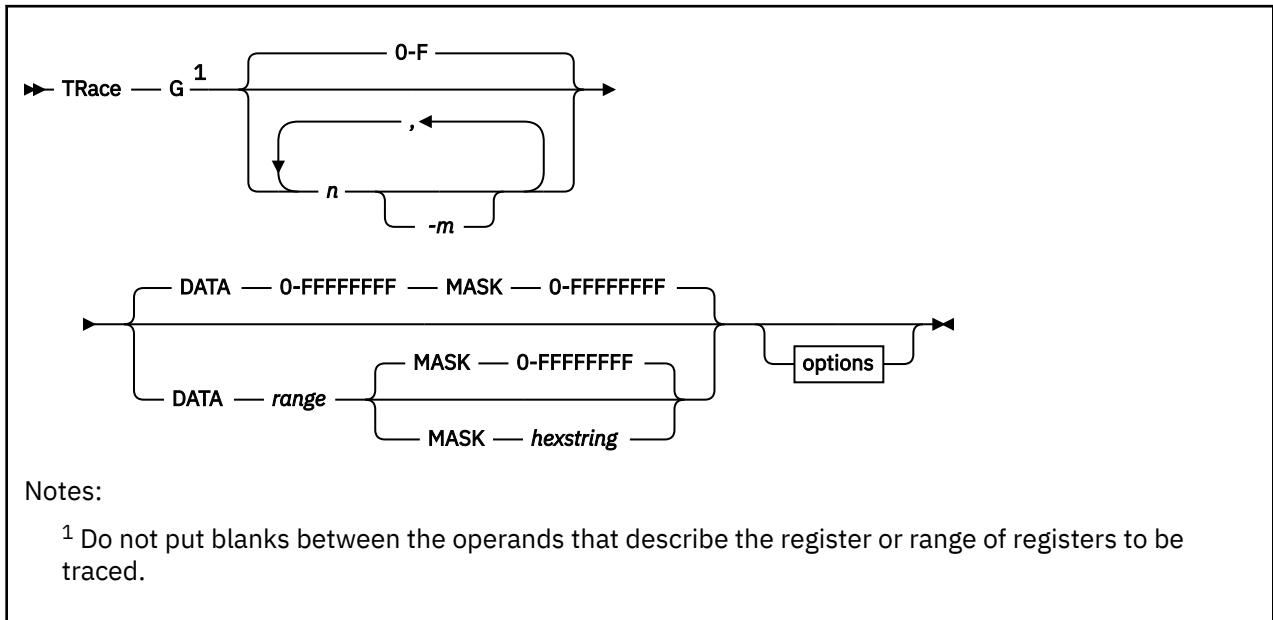 0-F
TRace G 1
,
n
-m
DATA 0-FFFFFFFF MASK 0-FFFFFFFF
MASK 0-FFFFFFFF
options
DATA range
MASK hexstring
Notes:
1 Do not put blanks between the operands that describe the register or range of registers to be
traced.